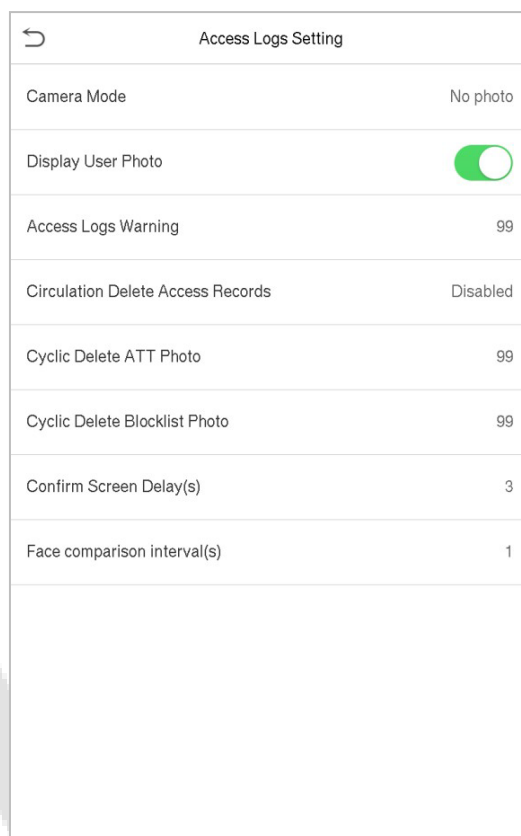 Access Logs Setting
Camera Mode No photo
Display User Photo
Access Logs Warning 99
Circulation Delete Access Records Disabled
Cyclic Delete ATT Photo 99
Cyclic Delete Blocklist Photo 99
Confirm Screen Delay(s) 3
Face comparison interval(s) 1